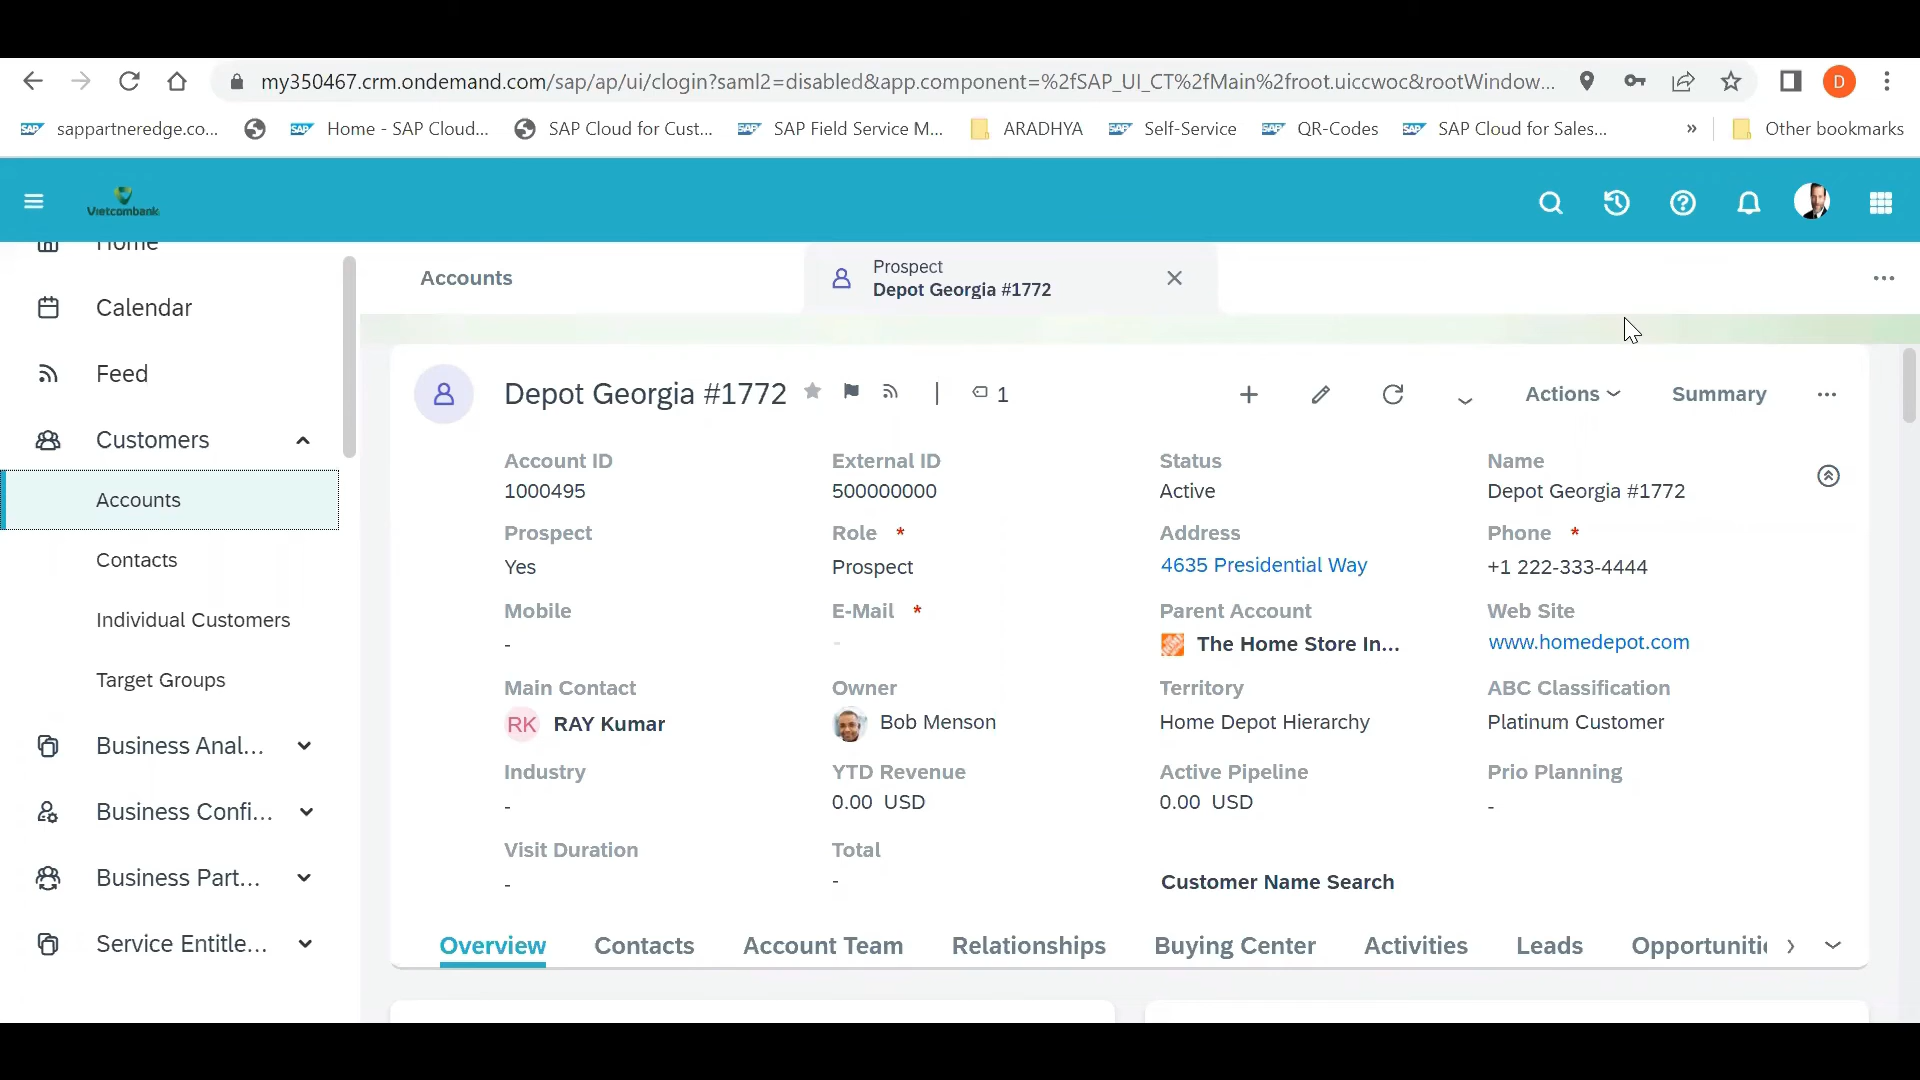 my350467.crm.ondemand.com/sap/ap/ui/clogin?saml2=disabled&app.component=%2fSAP_UI_CT%2fMain%2froot.uiccwoc&rootWindow...
D
SAP sappartneredge.co... SAP Home - SAP Cloud... SAP Cloud for Cust... SAP SAP Field Service M... ARADHYA SAP Self-Service SAP QR-Codes SAP SAP Cloud for Sales... » Other bookmarks
Vietcombank
Home
Calendar
Feed
Customers
Accounts
Contacts
Individual Customers
Target Groups
Business Anal...
Business Confi...
Business Part...
Service Entitle...
Accounts
Prospect
Depot Georgia #1772
Depot Georgia #1772 | 1
Actions Summary
Account ID
1000495
External ID
500000000
Status
Active
Name
Depot Georgia #1772
Prospect
Yes
Role *
Prospect
Address
4635 Presidential Way
Phone *
+1 222-333-4444
Mobile
-
E-Mail *
-
Parent Account
The Home Store In...
Web Site
www.homedepot.com
Main Contact
RK RAY Kumar
Owner
Bob Menson
Territory
Home Depot Hierarchy
ABC Classification
Platinum Customer
Industry
-
YTD Revenue
0.00 USD
Active Pipeline
0.00 USD
Prio Planning
-
Visit Duration
-
Total
-
Customer Name Search
Overview Contacts Account Team Relationships Buying Center Activities Leads Opportuniti